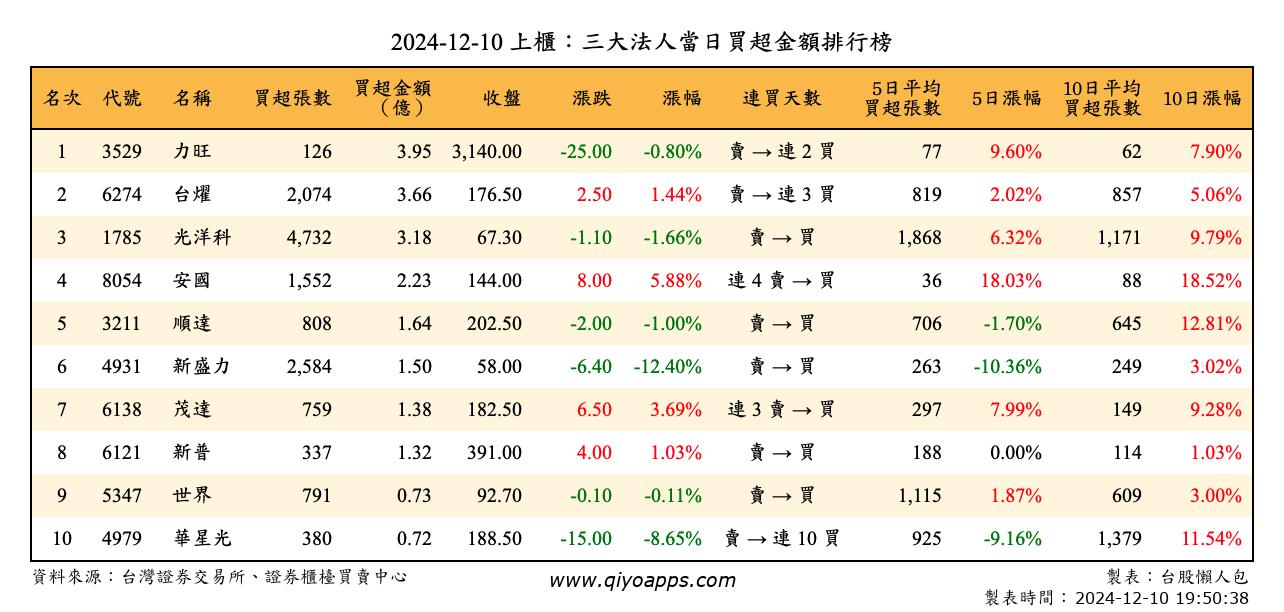 2024-12-10 上櫃：三大法人當日買超金額排行榜
名次 代號 名稱 買超張數 買超金額（億） 收盤 漲跌 漲幅 連買天數 5日平均買超張數 5日漲幅 10日平均買超張數 10日漲幅
1 3529 力旺 126 3.95 3,140.00 -25.00 -0.80% 賣 → 連 2 買 77 9.60% 62 7.90%
2 6274 台燿 2,074 3.66 176.50 2.50 1.44% 賣 → 連 3 買 819 2.02% 857 5.06%
3 1785 光洋科 4,732 3.18 67.30 -1.10 -1.66% 賣 → 買 1,868 6.32% 1,171 9.79%
4 8054 安國 1,552 2.23 144.00 8.00 5.88% 連 4 賣 → 買 36 18.03% 88 18.52%
5 3211 順達 808 1.64 202.50 -2.00 -1.00% 賣 → 買 706 -1.70% 645 12.81%
6 4931 新盛力 2,584 1.50 58.00 -6.40 -12.40% 賣 → 買 263 -10.36% 249 3.02%
7 6138 茂達 759 1.38 182.50 6.50 3.69% 連 3 賣 → 買 297 7.99% 149 9.28%
8 6121 新普 337 1.32 391.00 4.00 1.03% 賣 → 買 188 0.00% 114 1.03%
9 5347 世界 791 0.73 92.70 -0.10 -0.11% 賣 → 買 1,115 1.87% 609 3.00%
10 4979 華星光 380 0.72 188.50 -15.00 -8.65% 賣 → 連 10 買 925 -9.16% 1,379 11.54%
資料來源：台灣證券交易所、證券櫃檯買賣中心
www.qiyoapps.com
製表：台股懶人包
製表時間：2024-12-10 19:50:38